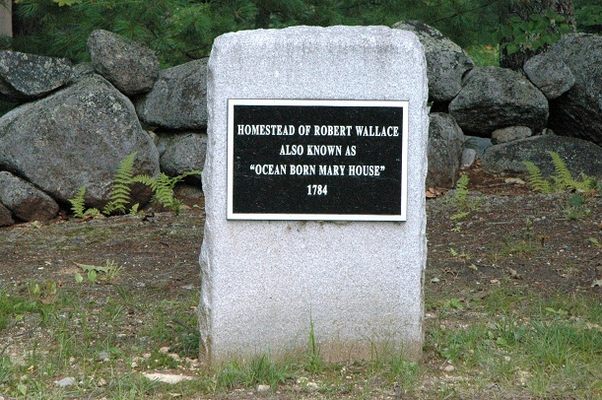 HOMESTEAD OF ROBERT WALLACE
ALSO KNOWN AS
"OCEAN BORN MARY HOUSE"
1784